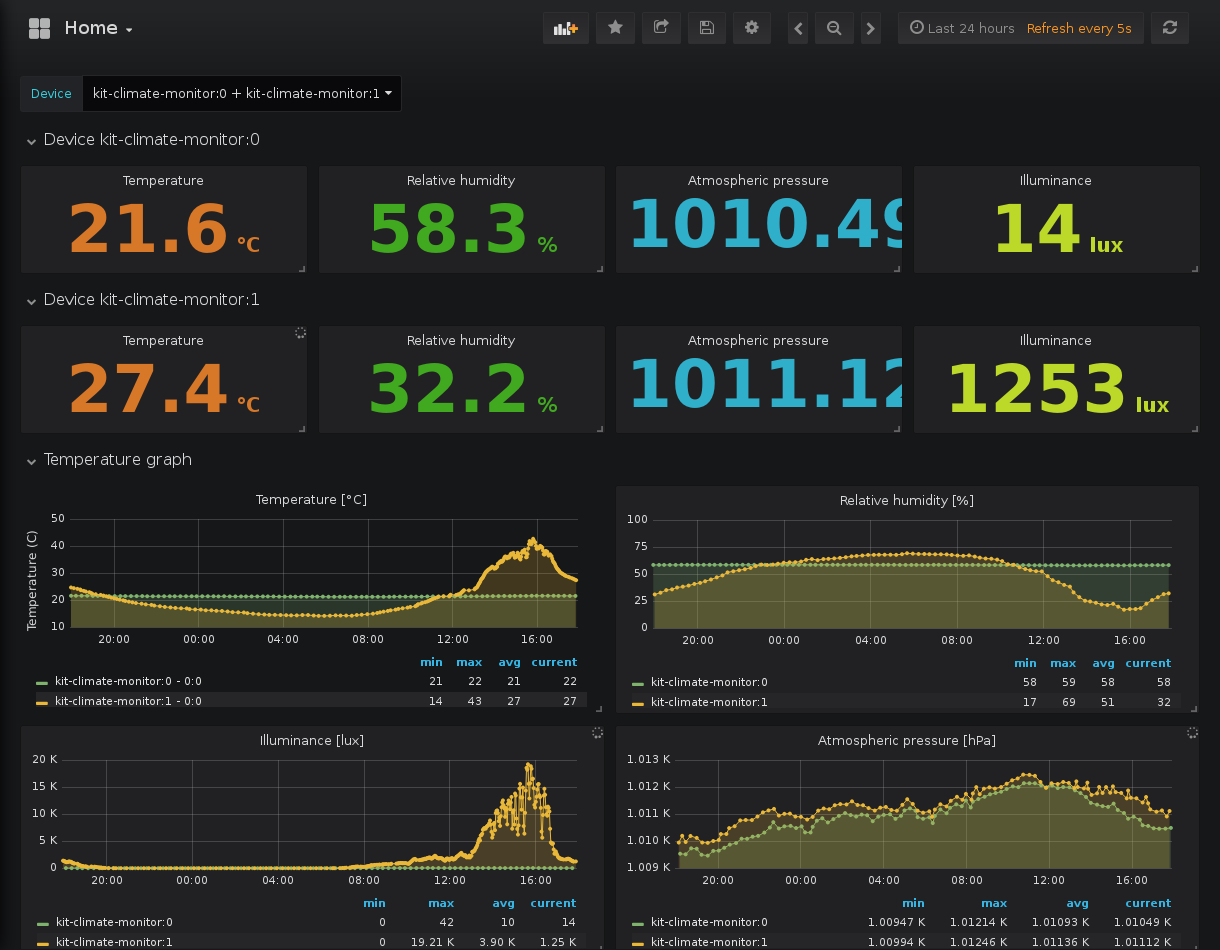 Home
Last 24 hours Refresh every 5s
Device kit-climate-monitor:0 + kit-climate-monitor:1
Device kit-climate-monitor:0
Temperature Relative humidity Atmospheric pressure Illuminance
21.6 °C 58.3 % 1010.49 14 lux
Device kit-climate-monitor:1
Temperature Relative humidity Atmospheric pressure Illuminance
27.4 °C 32.2 % 1011.12 1253 lux
Temperature graph
Temperature [°C]
Temperature (C)
50
40
30
20
10
20:00 00:00 04:00 08:00 12:00 16:00
min max avg current
kit-climate-monitor:0 - 0:0 21 22 21 22
kit-climate-monitor:1 - 0:0 14 43 27 27
Relative humidity [%]
100
75
50
25
0
20:00 00:00 04:00 08:00 12:00 16:00
min max avg current
kit-climate-monitor:0 58 59 58 58
kit-climate-monitor:1 17 69 51 32
Illuminance [lux]
20 K
15 K
10 K
5 K
0
20:00 00:00 04:00 08:00 12:00 16:00
min max avg current
kit-climate-monitor:0 0 42 10 14
kit-climate-monitor:1 0 19.21 K 3.90 K 1.25 K
Atmospheric pressure [hPa]
1.013 K
1.012 K
1.011 K
1.010 K
1.009 K
20:00 00:00 04:00 08:00 12:00 16:00
min max avg current
kit-climate-monitor:0 1.00947 K 1.01214 K 1.01093 K 1.01049 K
kit-climate-monitor:1 1.00994 K 1.01246 K 1.01136 K 1.01112 K